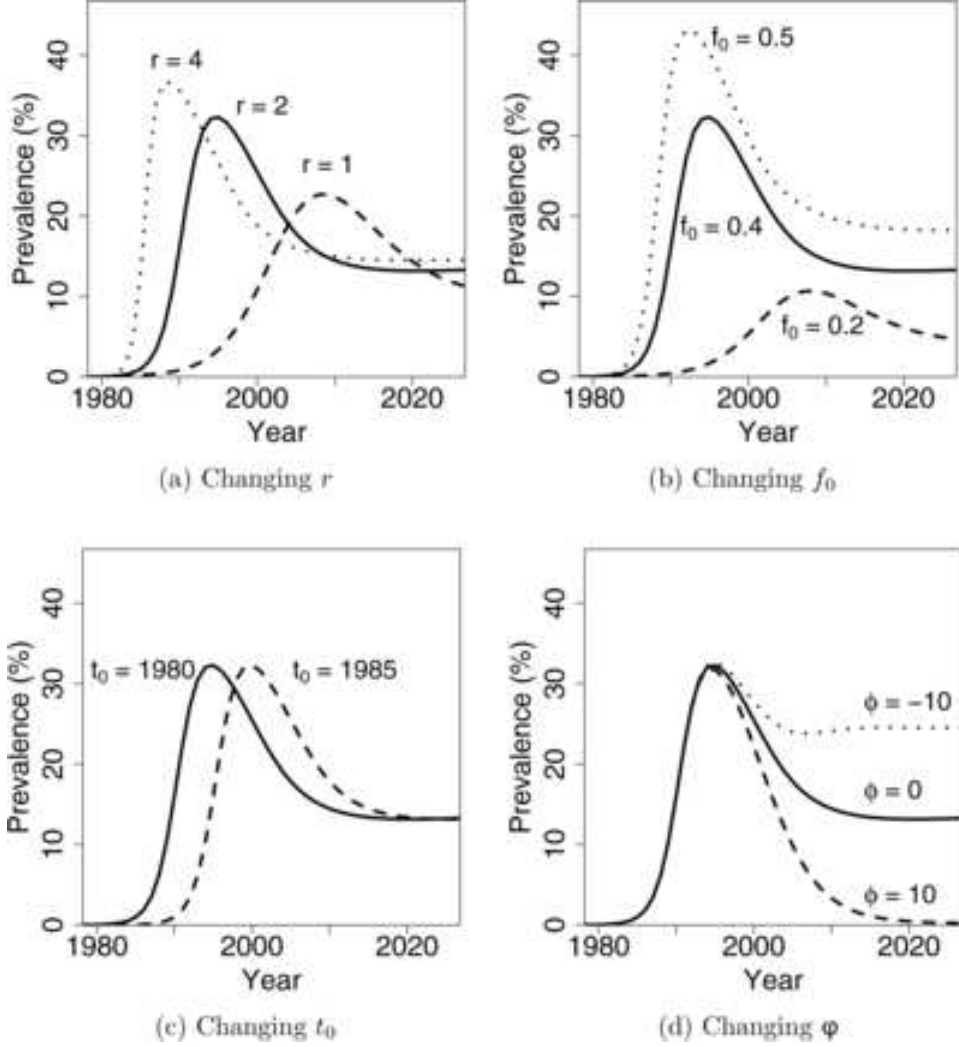 r = 4
r = 2
r = 1
Prevalence (%)
0 10 20 30 40
1980 2000 2020
Year
(a) Changing r
f₀ = 0.5
f₀ = 0.4
f₀ = 0.2
Prevalence (%)
0 10 20 30 40
1980 2000 2020
Year
(b) Changing f₀
t₀ = 1980
t₀ = 1985
Prevalence (%)
0 10 20 30 40
1980 2000 2020
Year
(c) Changing t₀
ϕ = −10
ϕ = 0
ϕ = 10
Prevalence (%)
0 10 20 30 40
1980 2000 2020
Year
(d) Changing φ